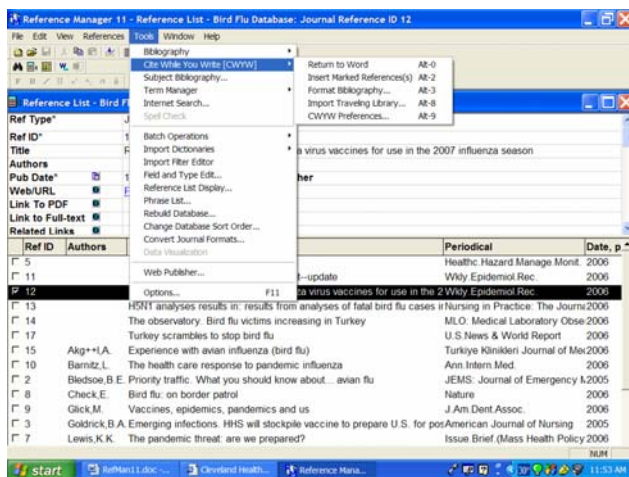 Reference Manager 11 - Reference List - Bird Flu Database: Journal Reference ID 12
File Edit View References Tools Window Help
Bibliography
Cite While You Write [CWYW]
Subject Bibliography...
Term Manager
Internet Search...
Spell Check
Batch Operations
Import Dictionaries
Import Filter Editor
Field and Type Edit...
Reference List Display...
Phrase List...
Rebuild Database...
Change Database Sort Order...
Convert Journal Formats...
Data Visualization
Web Publisher...
Options... F11
Return to Word Alt-0
Insert Marked References(s) Alt-2
Format Bibliography... Alt-3
Import Traveling Library... Alt-8
CWYW Preferences... Alt-9
Reference List - Bird F
Ref Type* J
Ref ID* 1
Title R a virus vaccines for use in the 2007 influenza season
Authors
Pub Date* 1 her
Web/URL
Link To PDF
Link to Full-text
Related Links
Ref ID Authors Periodical Date, p
5 Healthc.Hazard.Manage.Monit. 2006
11 t--update Wkly.Epidemiol.Rec. 2006
12 za virus vaccines for use in the 2 Wkly.Epidemiol.Rec. 2006
13 H5N1 analyses results in: results from analyses of fatal bird flu cases ir Nursing in Practice: The Journa 2006
14 The observatory. Bird flu victims increasing in Turkey MLO: Medical Laboratory Obse 2006
17 Turkey scrambles to stop bird flu U.S.News & World Report 2006
15 Akg++l,A. Experience with avian influenza (bird flu) Turkiye Klinikleri Journal of Med 2006
10 Barnitz,L. The health care response to pandemic influenza Ann.Intern.Med. 2006
2 Bledsoe,B.E. Priority traffic. What you should know about... avian flu JEMS: Journal of Emergency M 2005
8 Check,E. Bird flu: on border patrol Nature 2006
9 Glick,M. Vaccines, epidemics, pandemics and us J.Am.Dent.Assoc. 2006
3 Goldrick,B.A. Emerging infections. HHS will stockpile vaccine to prepare U.S. for pos American Journal of Nursing 2005
7 Lewis,K.K. The pandemic threat: are we prepared? Issue.Brief.(Mass Health Policy 2006
NUM
start RefMan11.doc -... Cleveland Health... Reference Mana... 11:53 AM